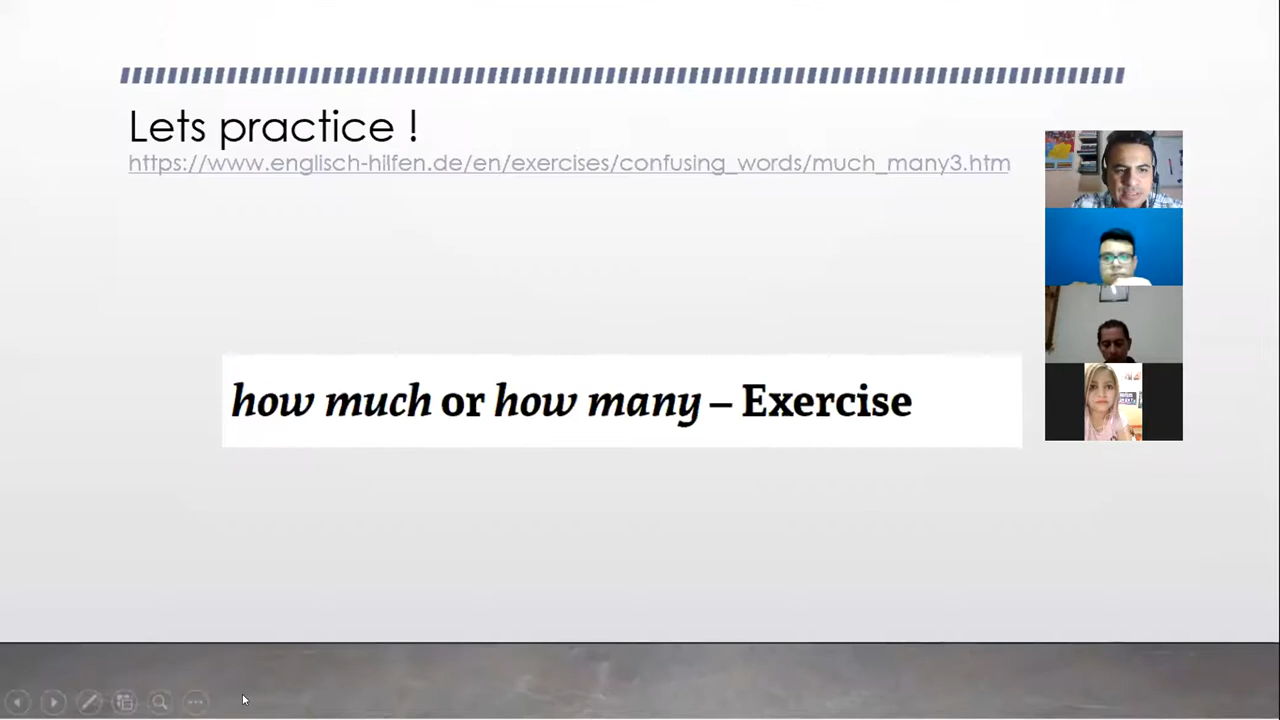 Lets practice !
https://www.englisch-hilfen.de/en/exercises/confusing_words/much_many3.htm
how much or how many – Exercise